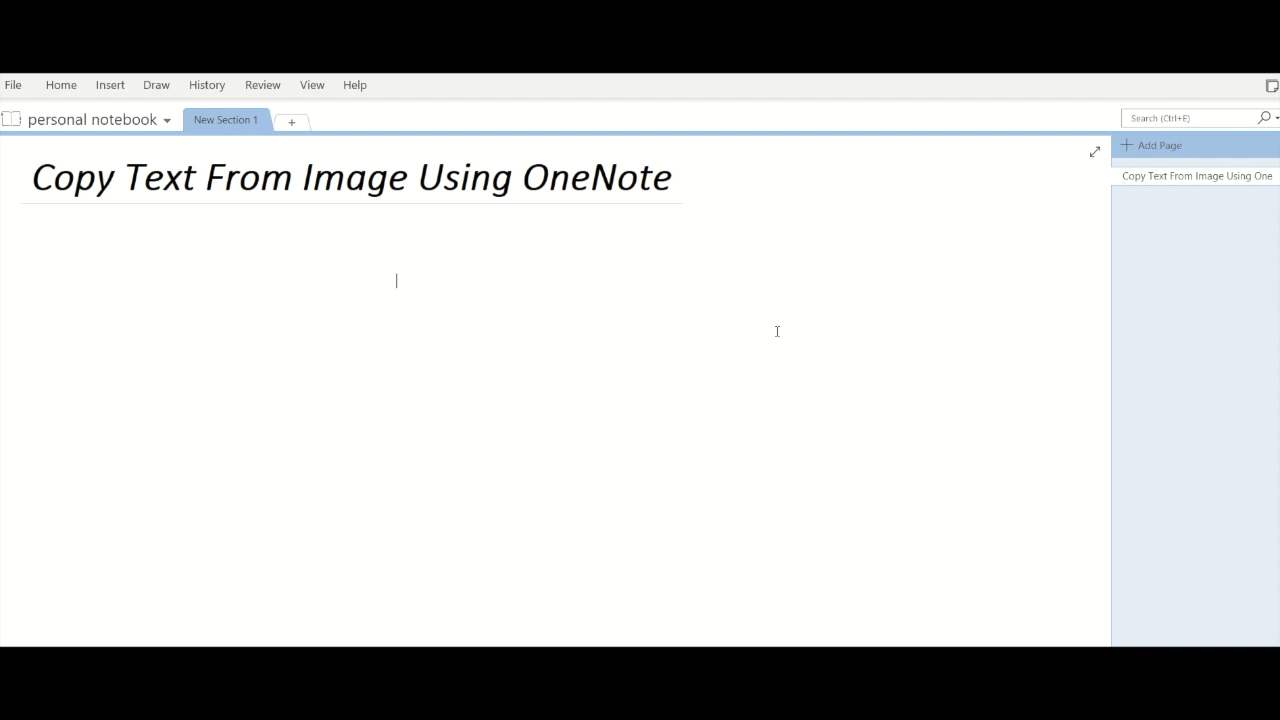 File Home Insert Draw History Review View Help
personal notebook New Section 1 + Search (Ctrl+E)
Add Page
Copy Text From Image Using OneNote
Copy Text From Image Using One